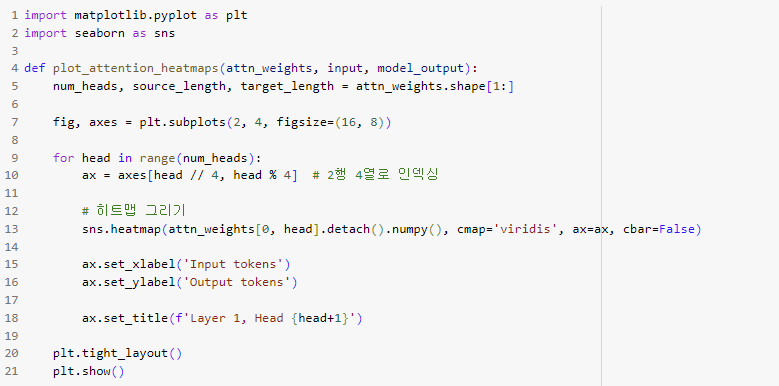 1 import matplotlib.pyplot as plt
2 import seaborn as sns
3
4 def plot_attention_heatmaps(attn_weights, input, model_output):
5     num_heads, source_length, target_length = attn_weights.shape[1:]
6
7     fig, axes = plt.subplots(2, 4, figsize=(16, 8))
8
9     for head in range(num_heads):
10         ax = axes[head // 4, head % 4]  # 2행 4열로 인덱싱
11
12         # 히트맵 그리기
13         sns.heatmap(attn_weights[0, head].detach().numpy(), cmap='viridis', ax=ax, cbar=False)
14
15         ax.set_xlabel('Input tokens')
16         ax.set_ylabel('Output tokens')
17
18         ax.set_title(f'Layer 1, Head {head+1}')
19
20     plt.tight_layout()
21     plt.show()